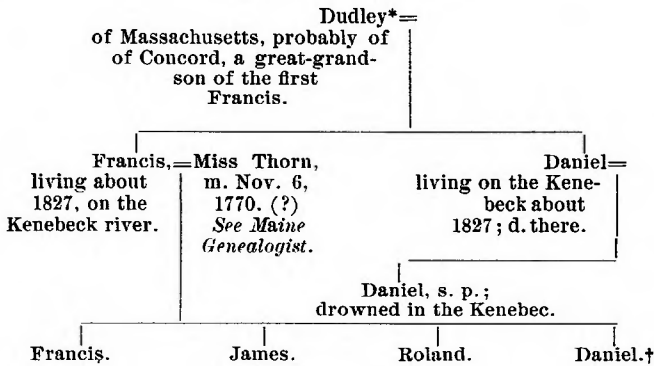 Dudley*=
of Massachusetts, probably of
of Concord, a great-grand-
son of the first
Francis.
Francis,=Miss Thorn,
living about
1827, on the
Kenebeck river.
m. Nov. 6,
1770. (?)
See Maine
Genealogist.
Daniel=
living on the Kene-
beck about
1827; d. there.
Daniel, s. p.;
drowned in the Kenebec.
Francis.
James.
Roland.
Daniel.†